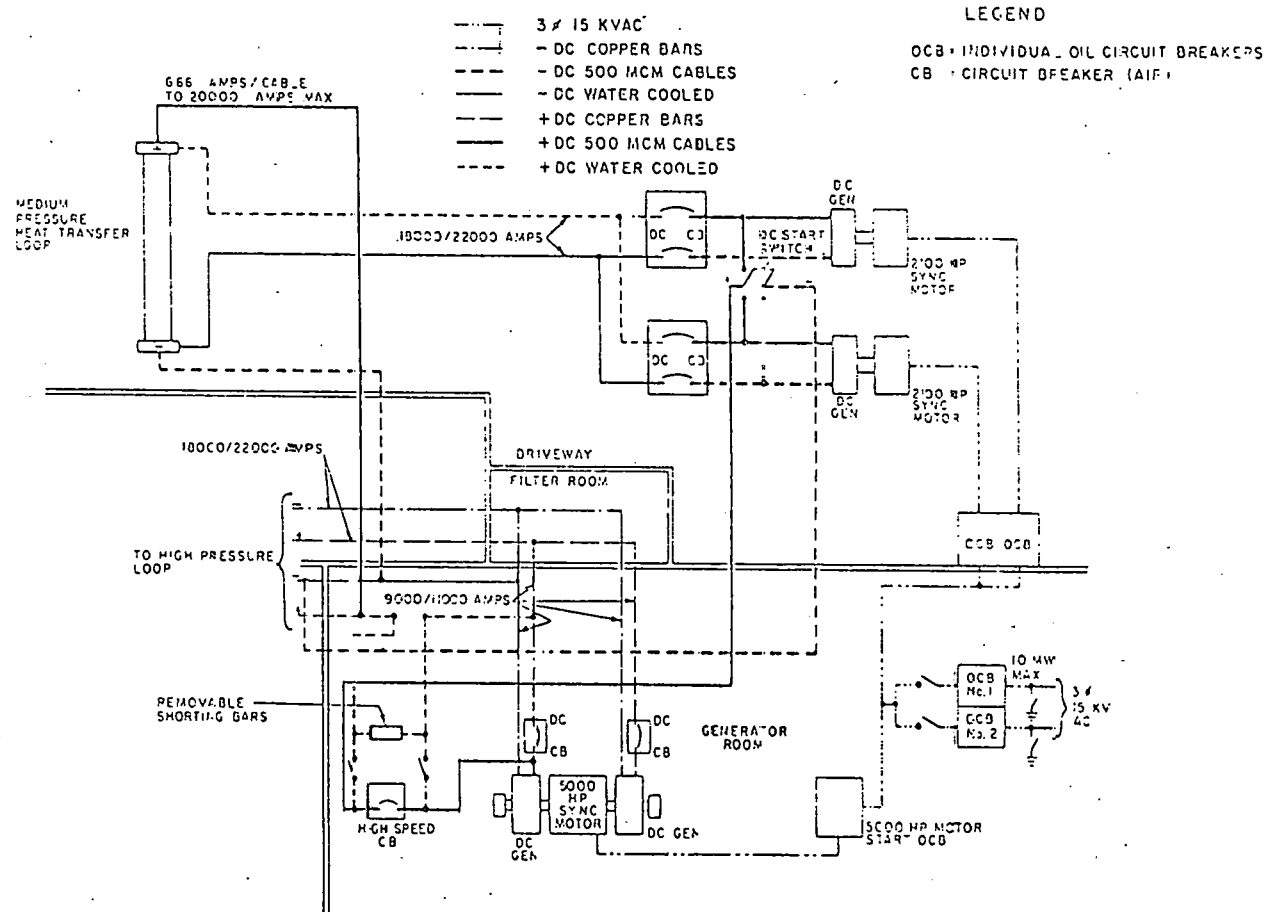 LEGEND
3 ø 15 KVAC
- DC COPPER BARS
- DC 500 MCM CABLES
- DC WATER COOLED
+ DC COPPER BARS
+ DC 500 MCM CABLES
+ DC WATER COOLED
OCB = INDIVIDUAL OIL CIRCUIT BREAKERS
CB = CIRCUIT BREAKER (AIR)
666 AMPS/CABLE
TO 20000 AMPS MAX
MEDIUM
PRESSURE
HEAT TRANSFER
LOOP
18000/22000 AMPS
DC CB
DC START
SWITCH
DC
GEN
2100 HP
SYNC
MOTOR
DC CB
DC
GEN
2100 HP
SYNC
MOTOR
18000/22000 AMPS
DRIVEWAY
FILTER ROOM
TO HIGH PRESSURE
LOOP
OCB OCB
9000/11000 AMPS
REMOVABLE
SHORTING BARS
DC
CB
DC
CB
GENERATOR
ROOM
10 MW
MAX
OCB
No. 1
OCB
No. 2
3 ø
15 KV
AC
HIGH SPEED
CB
DC
GEN
5000
HP
SYNC
MOTOR
DC GEN
5000 HP MOTOR
START OCB